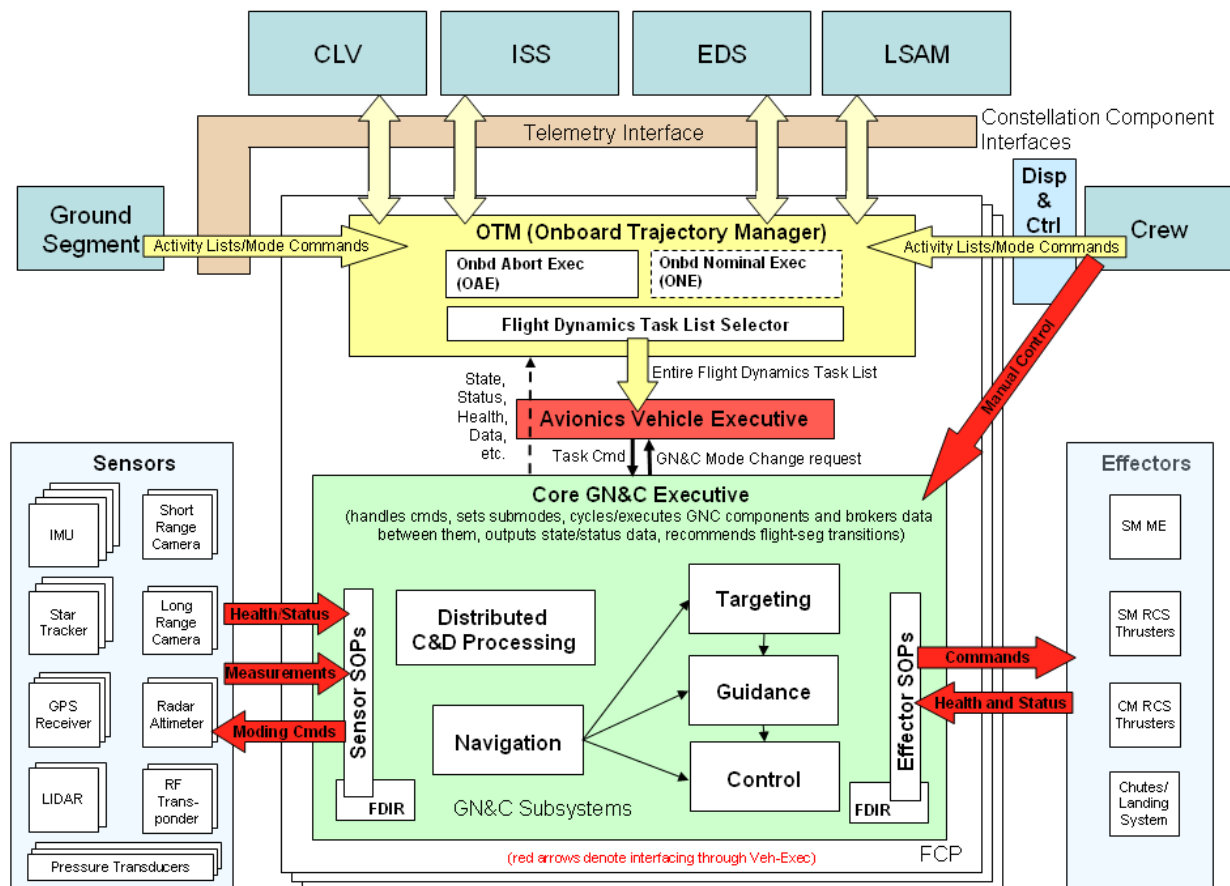 CLV
ISS
EDS
LSAM
Telemetry Interface
Constellation Component
Interfaces
Ground
Segment
Disp
&
Ctrl
Crew
Activity Lists/Mode Commands
OTM (Onboard Trajectory Manager)
Activity Lists/Mode Commands
Onbd Abort Exec
(OAE)
Onbd Nominal Exec
(ONE)
Flight Dynamics Task List Selector
Manual Control
State,
Status,
Health,
Data,
etc.
Entire Flight Dynamics Task List
Avionics Vehicle Executive
Task Cmd
GN&C Mode Change request
Sensors
IMU
Short
Range
Camera
Star
Tracker
Long
Range
Camera
GPS
Receiver
Radar
Altimeter
LIDAR
RF
Trans-
ponder
Pressure Transducers
Health/Status
Measurements
Moding Cmds
Core GN&C Executive
(handles cmds, sets submodes, cycles/executes GNC components and brokers data
between them, outputs state/status data, recommends flight-seg transitions)
Sensor SOPs
FDIR
Distributed
C&D Processing
Navigation
Targeting
Guidance
Control
GN&C Subsystems
Effector SOPs
FDIR
(red arrows denote interfacing through Veh-Exec)
FCP
Commands
Health and Status
Effectors
SM ME
SM RCS
Thrusters
CM RCS
Thrusters
Chutes/
Landing
System